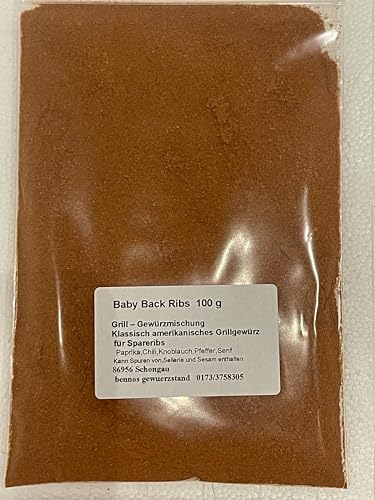 Baby Back Ribs 100 g
Grill – Gewürzmischung
Klassisch amerikanisches Grillgewürz
für Spareribs
Paprika,Chili,Knoblauch,Pfeffer,Senf
Kann Spuren von,Sellerie und Sesam enthalten
86956 Schongau
bennos gewuerzstand 0173/3758305